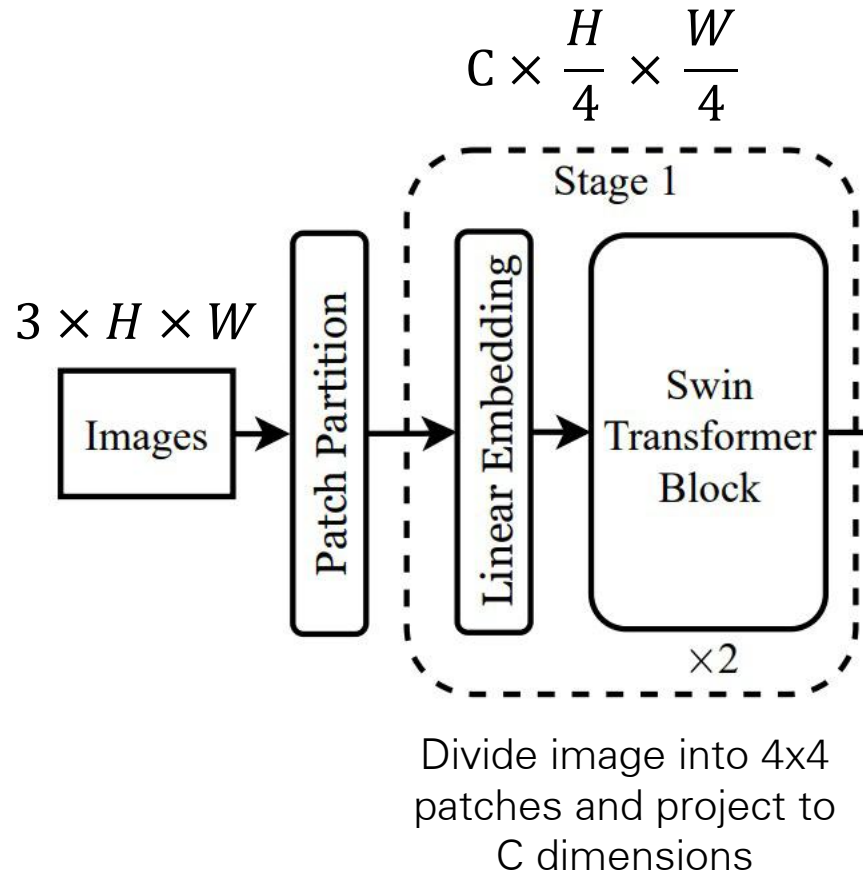 C × H/4 × W/4
Stage 1
3 × H × W
Images
Patch Partition
Linear Embedding
Swin
Transformer
Block
×2
Divide image into 4x4
patches and project to
C dimensions